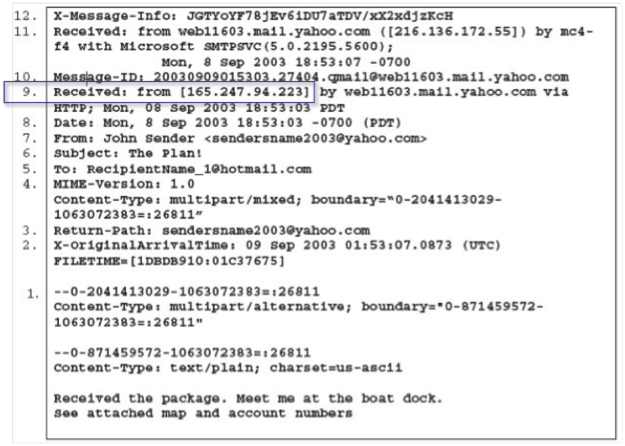 12. X-Message-Info: JGTYoYF78jEv6iDU7aTDV/xX2xdjzKcH
11. Received: from web11603.mail.yahoo.com ([216.136.172.55]) by mc4-
f4 with Microsoft SMTPSVC(5.0.2195.5600);
Mon, 8 Sep 2003 18:53:07 -0700
10. Message-ID: 20030909015303.27404.qmail@web11603.mail.yahoo.com
9. Received: from [165.247.94.223] by web11603.mail.yahoo.com via
HTTP; Mon, 08 Sep 2003 18:53:03 PDT
8. Date: Mon, 8 Sep 2003 18:53:03 -0700 (PDT)
7. From: John Sender <sendersname2003@yahoo.com>
6. Subject: The Plan!
5. To: RecipientName_1@hotmail.com
4. MIME-Version: 1.0
Content-Type: multipart/mixed; boundary="0-2041413029-
1063072383=:26811"
3. Return-Path: sendersname2003@yahoo.com
2. X-OriginalArrivalTime: 09 Sep 2003 01:53:07.0873 (UTC)
FILETIME=[1DBDB910:01C37675]
1. --0-2041413029-1063072383=:26811
Content-Type: multipart/alternative; boundary="0-871459572-
1063072383=:26811"
--0-871459572-1063072383=:26811
Content-Type: text/plain; charset=us-ascii
Received the package. Meet me at the boat dock.
See attached map and account numbers